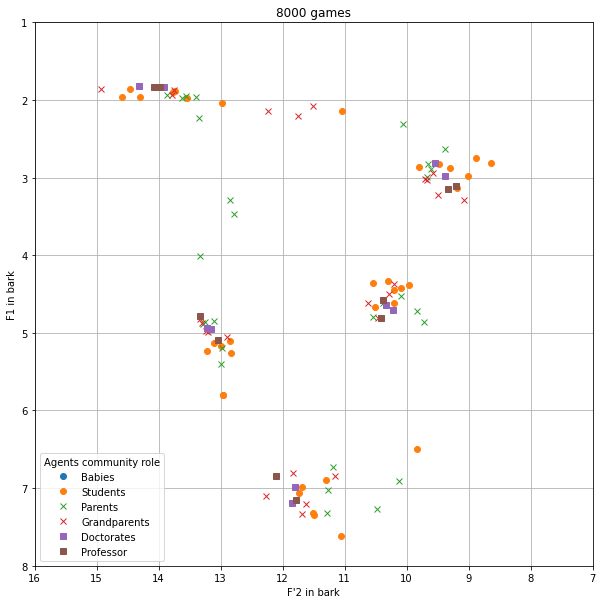 8000 games
1
2
3
4
5
6
7
8
F1 in bark
Agents community role
Babies
Students
Parents
Grandparents
Doctorates
Professor
16 15 14 13 12 11 10 9 8 7
F'2 in bark